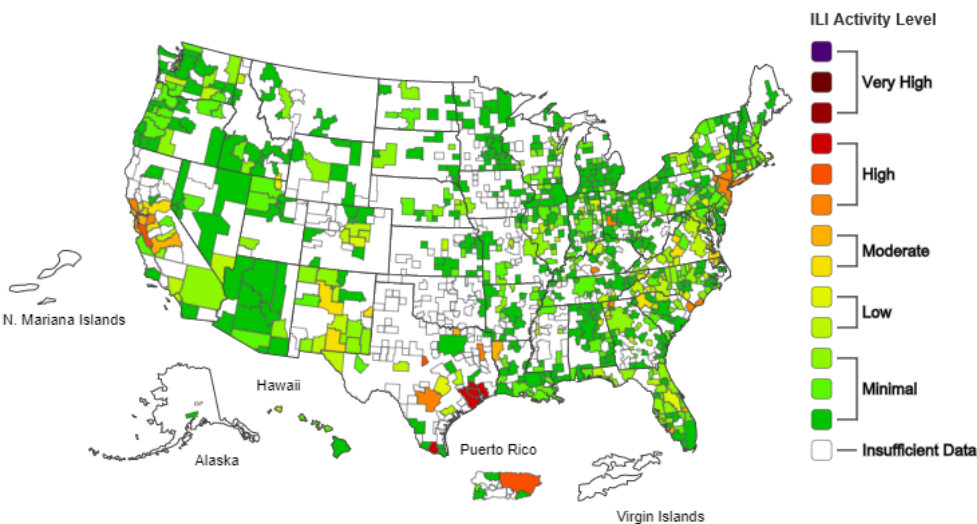 ILI Activity Level
Very High
High
Moderate
Low
Minimal
Insufficient Data
N. Mariana Islands
Hawaii
Alaska
Puerto Rico
Virgin Islands